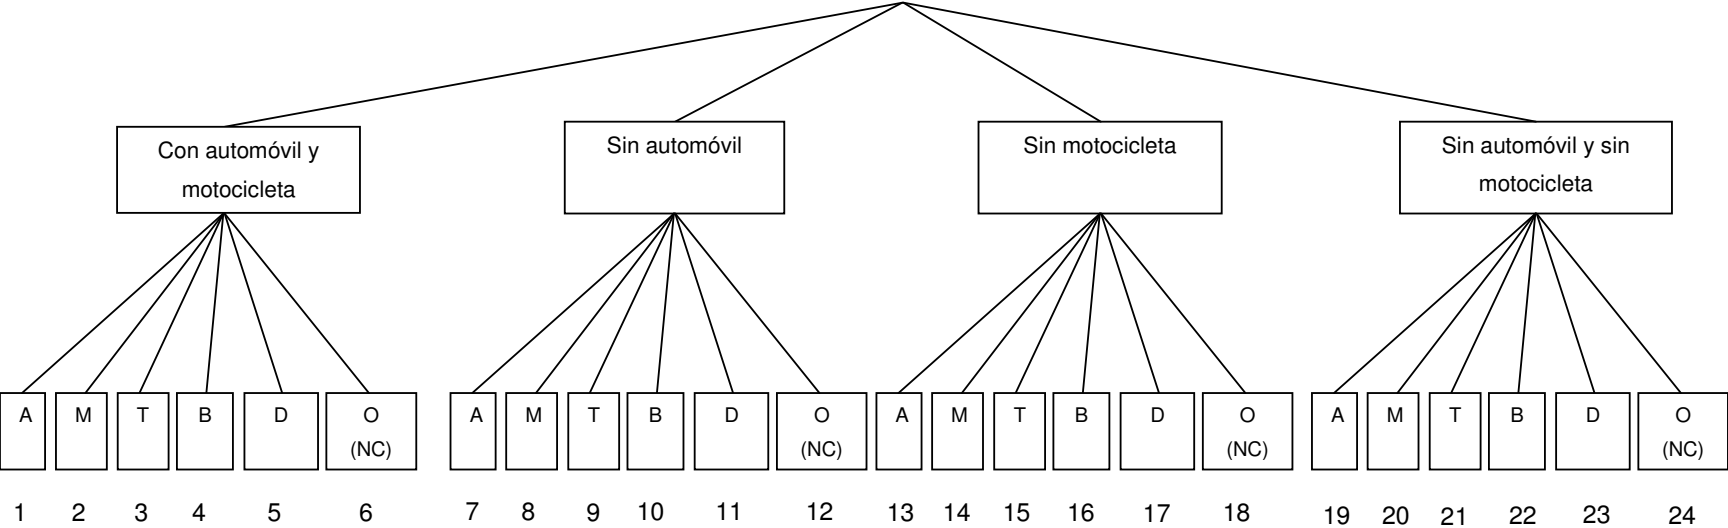 Con automóvil y
motocicleta
Sin automóvil
Sin motocicleta
Sin automóvil y sin
motocicleta
A M T B D O A M T B D O A M T B D O A M T B D O
(NC) (NC) (NC) (NC)
1 2 3 4 5 6 7 8 9 10 11 12 13 14 15 16 17 18 19 20 21 22 23 24